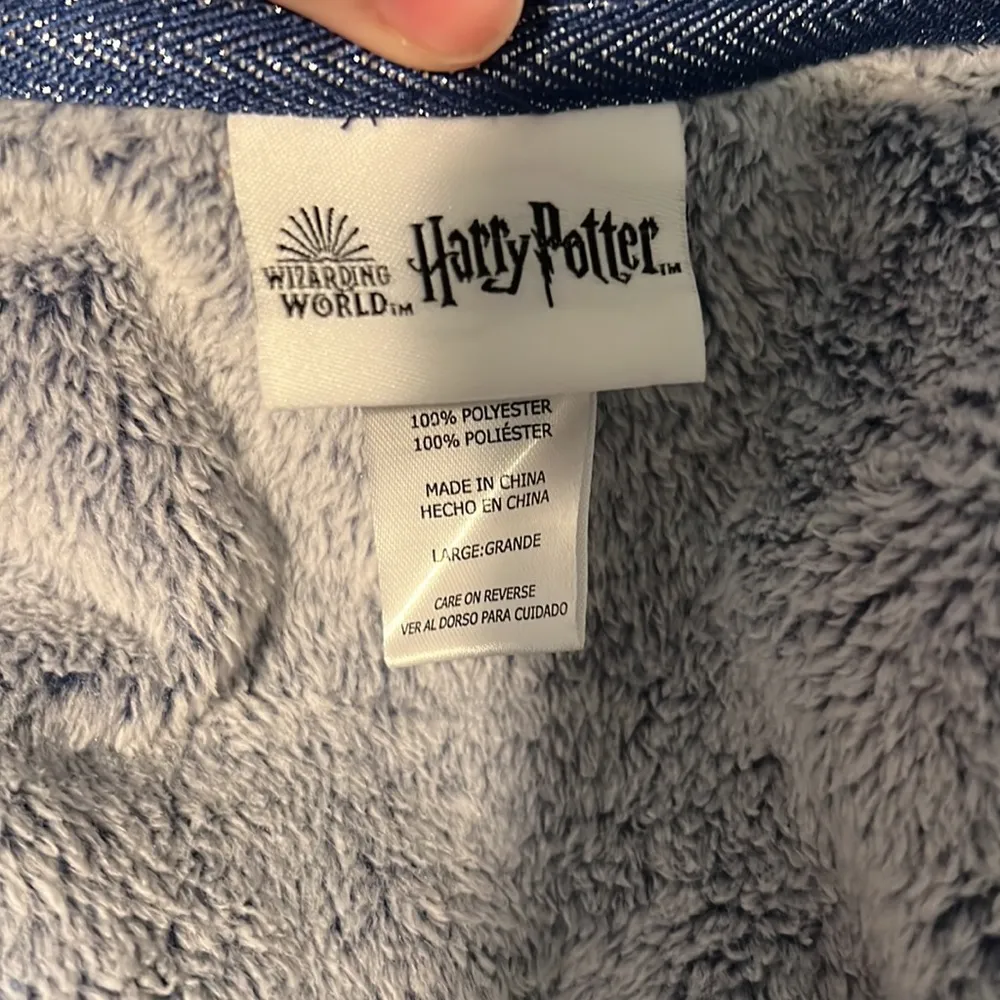 WIZARDING
WORLD™
Harry Potter™
100% POLYESTER
100% POLIÉSTER
MADE IN CHINA
HECHO EN CHINA
LARGE:GRANDE
CARE ON REVERSE
VER AL DORSO PARA CUIDADO